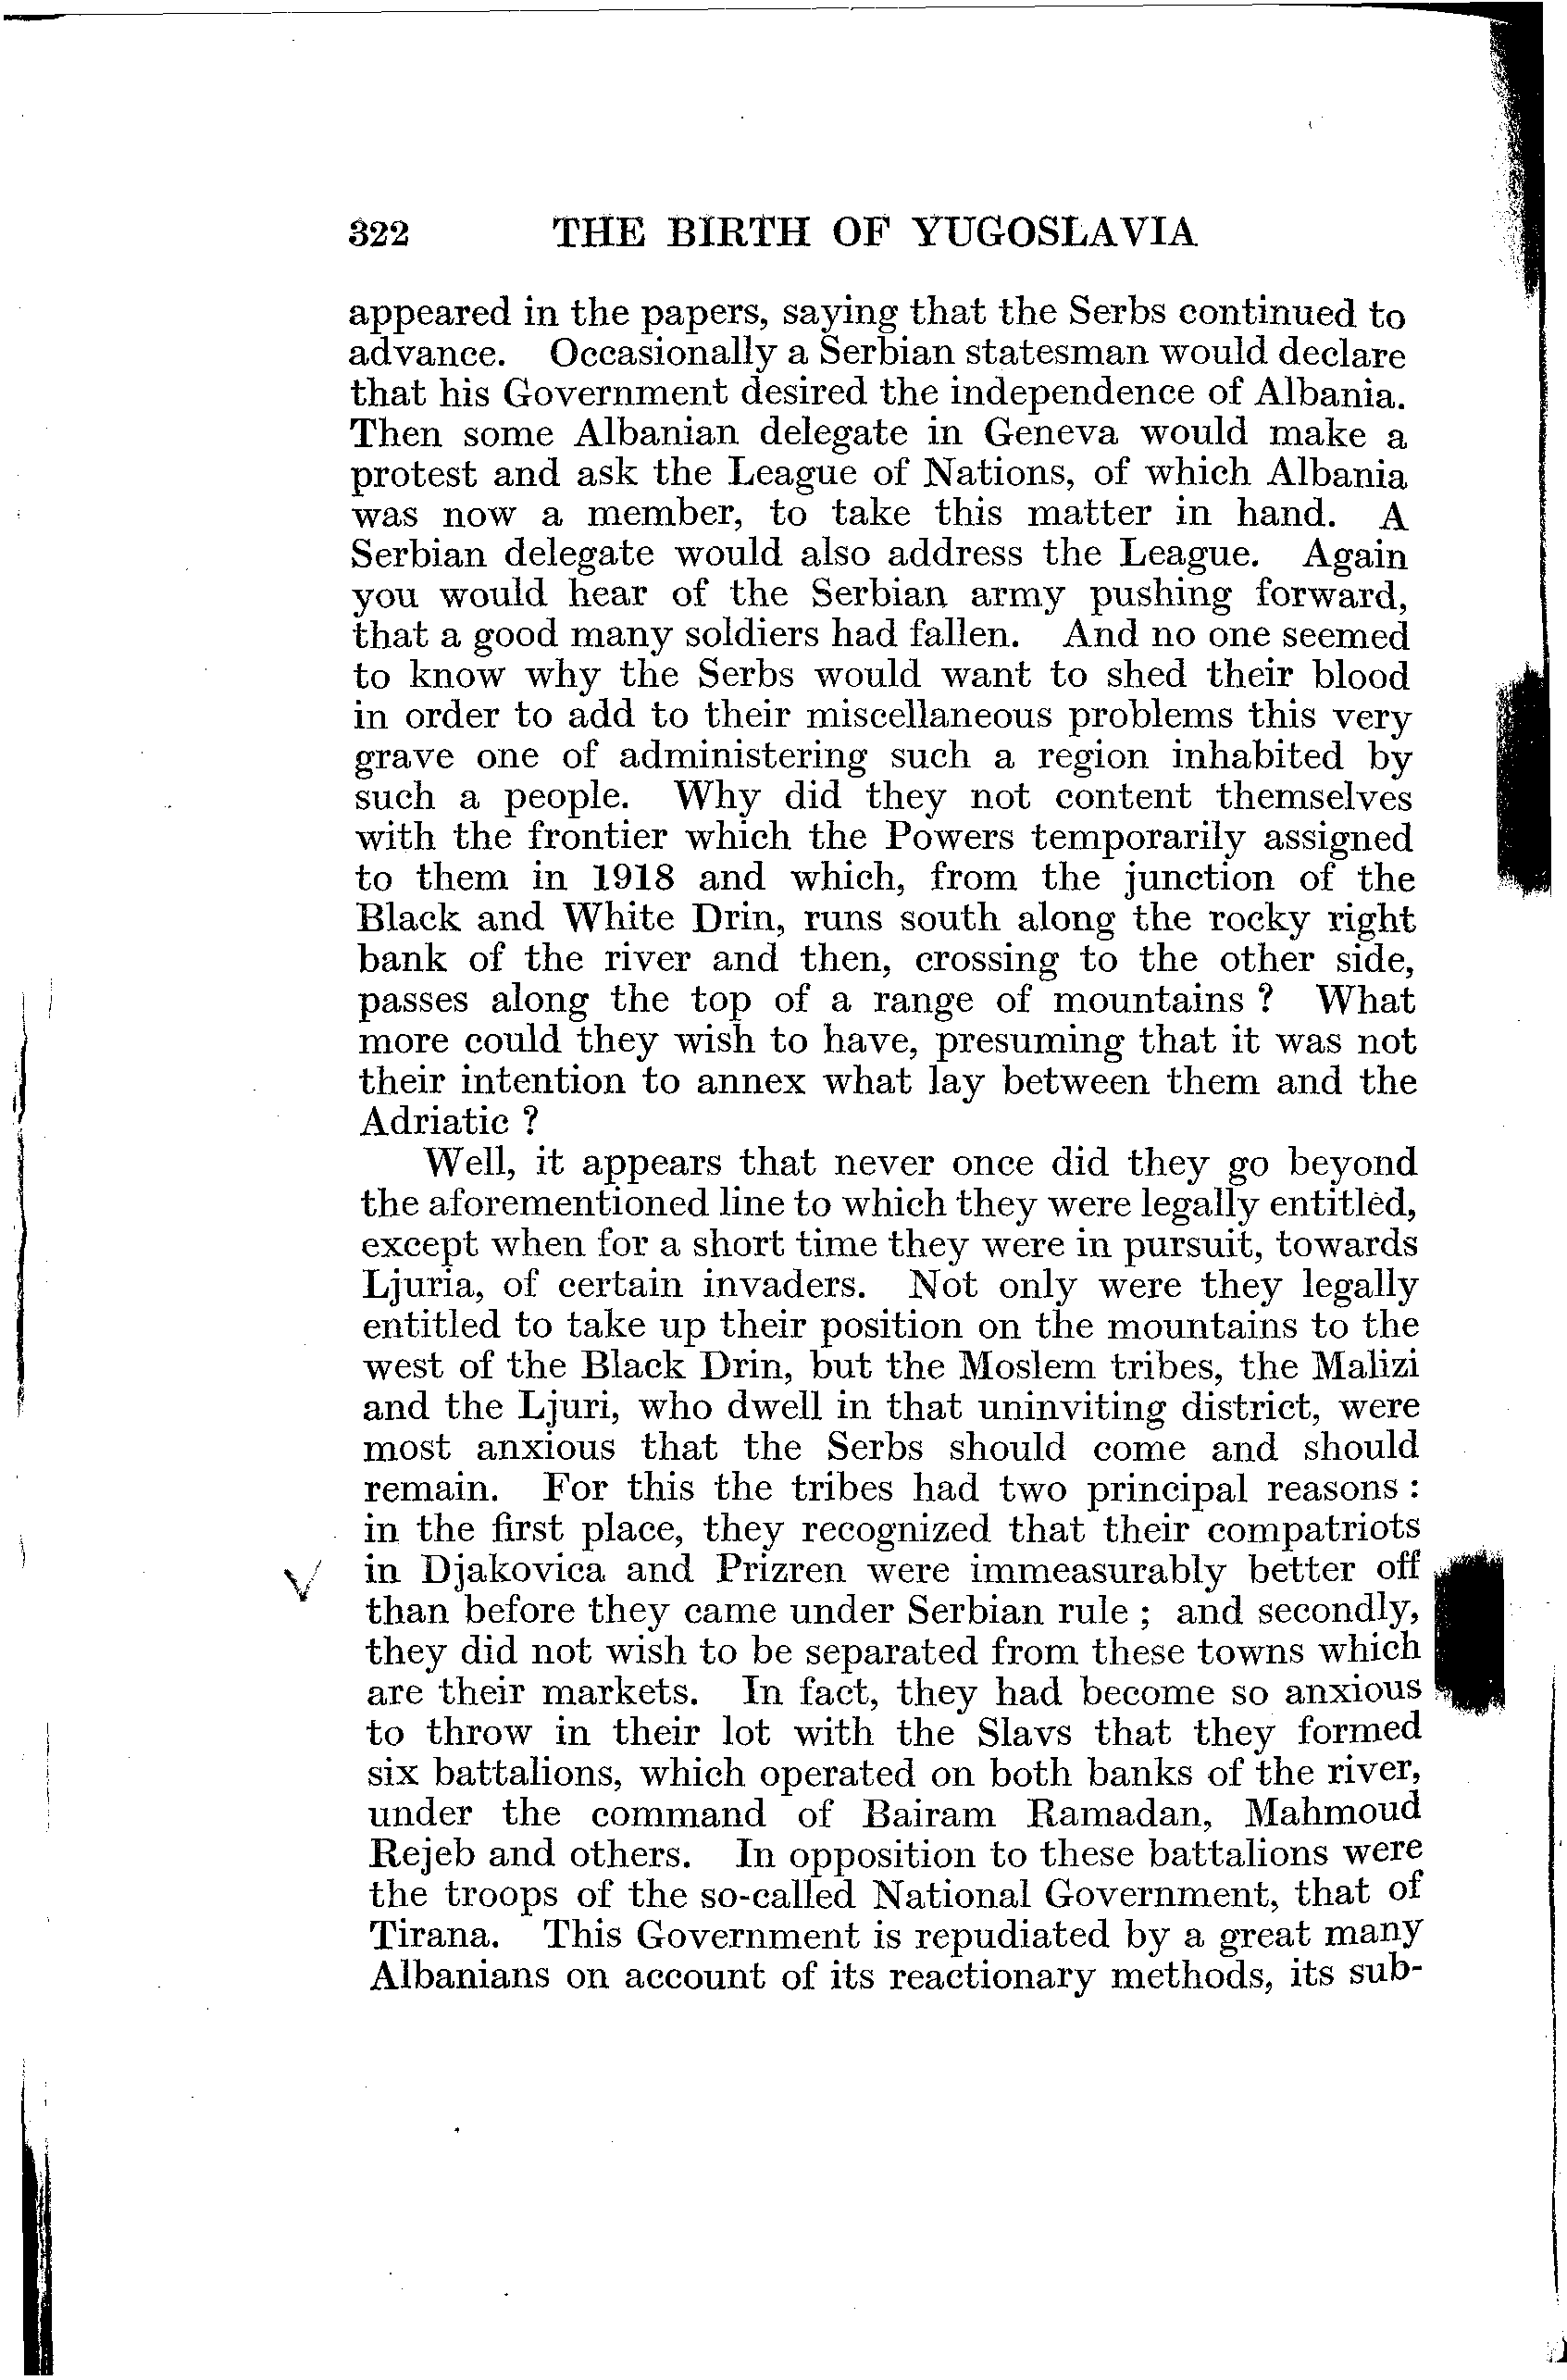 322 THE BIRTH OF YUGOSLAVIA
appeared in the papers, saying that the Serbs continued to
advance. Occasionally a Serbian statesman would declare
that his Government desired the independence of Albania.
Then some Albanian delegate in Geneva would make a
protest and ask the League of Nations, of which Albania
was now a member, to take this matter in hand. A
Serbian delegate would also address the League. Again
you would hear of the Serbian army pushing forward,
that a good many soldiers had fallen. And no one seemed
to know why the Serbs would want to shed their blood
in order to add to their miscellaneous problems this very
grave one of administering such a region inhabited by
such a people. Why did they not content themselves
with the frontier which the Powers temporarily assigned
to them in 1918 and which, from the junction of the
Black and White Drin, runs south along the rocky right
bank of the river and then, crossing to the other side,
passes along the top of a range of mountains ? What
more could they wish to have, presuming that it was not
their intention to annex what lay between them and the
Adriatic ?
Well, it appears that never once did they go beyond
the aforementioned line to which they were legally entitled,
except when for a short time they were in pursuit, towards
Ljuria, of certain invaders. Not only were they legally
entitled to take up their position on the mountains to the
west of the Black Drin, but the Moslem tribes, the Malizi
and the Ljuri, who dwell in that uninviting district, were
most anxious that the Serbs should come and should
remain. For this the tribes had two principal reasons :
in the first place, they recognized that their compatriots
in Djakovica and Prizren were immeasurably better off
than before they came under Serbian rule ; and secondly,
they did not wish to be separated from these towns which
are their markets. In fact, they had become so anxious
to throw in their lot with the Slavs that they formed
six battalions, which operated on both banks of the river,
under the command of Bairam Ramadan, Mahmoud
Rejeb and others. In opposition to these battalions were
the troops of the so-called National Government, that of
Tirana. This Government is repudiated by a great many
Albanians on account of its reactionary methods, its sub-